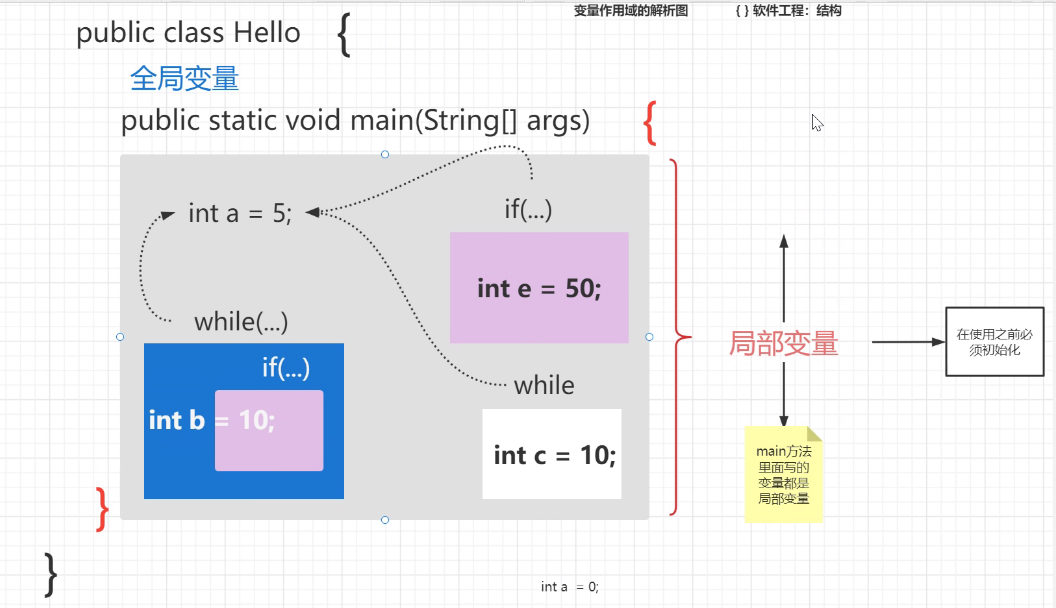 变量作用域的解析图
{ } 软件工程：结构
public class Hello {
全局变量
public static void main(String[] args) {
int a = 5;
if(...)
int e = 50;
while(...)
if(...)
int b = 10;
while
int c = 10;
局部变量
在使用之前必
须初始化
main方法
里面写的
变量都是
局部变量
}
}
int a = 0;